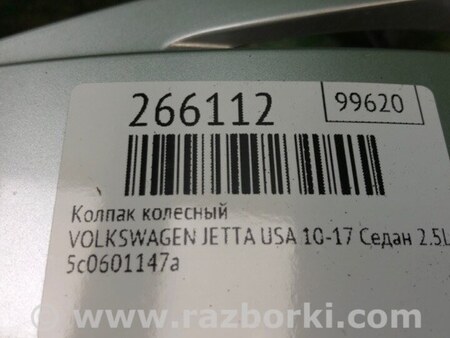 266112
99620
Колпак колесный
VOLKSWAGEN JETTA USA 10-17 Седан 2.5L
5c0601147a
© www.razborki.com